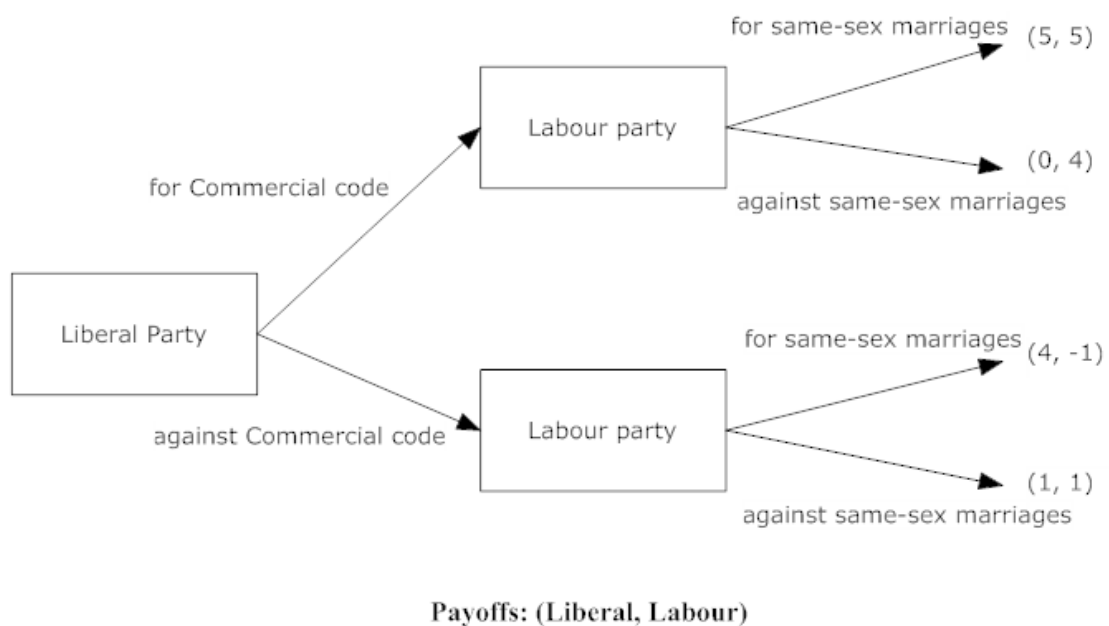 for same-sex marriages
(5, 5)
Labour party
(0, 4)
for Commercial code
against same-sex marriages
Liberal Party
for same-sex marriages
(4, -1)
against Commercial code
Labour party
(1, 1)
against same-sex marriages
Payoffs: (Liberal, Labour)